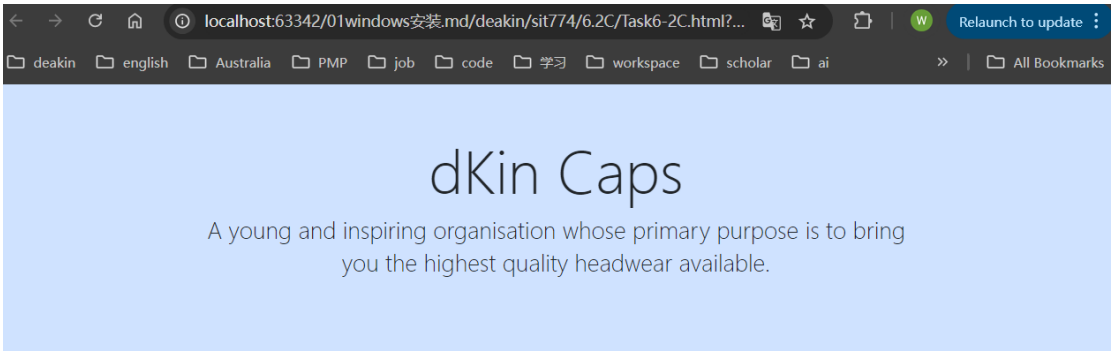 localhost:63342/01windows安装.md/deakin/sit774/6.2C/Task6-2C.html?...
W
Relaunch to update
deakin
english
Australia
PMP
job
code
学习
workspace
scholar
ai
»
All Bookmarks
dKin Caps
A young and inspiring organisation whose primary purpose is to bring
you the highest quality headwear available.